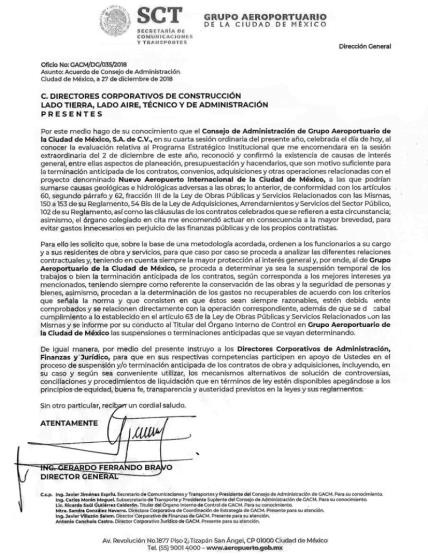 SCT
SECRETARÍA DE
COMUNICACIONES
Y TRANSPORTES
GRUPO AEROPORTUARIO
DE LA CIUDAD DE MÉXICO
Dirección General
Oficio No: GACM/DG/035/2018
Asunto: Acuerdo de Consejo de Administración.
Ciudad de México, a 27 de diciembre de 2018
C. DIRECTORES CORPORATIVOS DE CONSTRUCCIÓN
LADO TIERRA, LADO AIRE, TÉCNICO Y DE ADMINISTRACIÓN
P R E S E N T E S
Por este medio hago de su conocimiento que el Consejo de Administración de Grupo Aeroportuario de
la Ciudad de México, S.A. de C.V., en su cuarta sesión ordinaria del presente año, celebrada el día de hoy, al
conocer la evaluación relativa al Programa Estratégico Institucional que me encomendara en la sesión
extraordinaria del 2 de diciembre de este año, reconoció y confirmó la existencia de causas de interés
general, entre ellas aspectos de planeación, presupuestación y hacendarios, que son motivo suficiente para
la terminación anticipada de los contratos, convenios, adquisiciones y otras operaciones relacionadas con el
proyecto denominado Nuevo Aeropuerto Internacional de la Ciudad de México, a las que podrían
sumarse causas geológicas e hidrológicas adversas a las obras; lo anterior, de conformidad con los artículos 60,
segundo párrafo y 62, fracción III de la Ley de Obras Públicas y Servicios Relacionados con las Mismas,
150 a 153 de su Reglamento, 54 Bis de la Ley de Adquisiciones, Arrendamientos y Servicios del Sector Público,
102 de su Reglamento, así como las cláusulas de los contratos celebrados que se refieren a esta circunstancia;
asimismo, el órgano colegiado en cita me encomendó actuar en consecuencia a la mayor brevedad, para
evitar gastos innecesarios en perjuicio de las finanzas públicas y de los propios contratistas.
Para ello les solicito que, sobre la base de una metodología acordada, ordenen a los funcionarios a su cargo y
a sus residentes de obra y servicios, para que caso por caso se proceda a analizar las diferentes relaciones
contractuales y, teniendo en cuenta siempre la mayor protección al interés general y, por ende, al de Grupo
Aeroportuario de la Ciudad de México, se proceda a determinar ya sea la suspensión temporal de los
trabajos o bien la terminación anticipada de los contratos, según corresponda a los mejores intereses ya
mencionados, teniendo siempre como referente la conservación de las obras y la seguridad de personas y
bienes, asimismo, procedan a la determinación de los gastos no recuperables de acuerdo con los criterios
que señala la norma y que consisten en que éstos sean siempre razonables, estén debidamente
comprobados y se relacionen directamente con la operación correspondiente, además de que se dé cabal
cumplimiento a lo establecido en el artículo 63 de la Ley de Obras Públicas y Servicios Relacionados con Las
Mismas y se informe por su conducto al Titular del Órgano Interno de Control en Grupo Aeroportuario de
la Ciudad de México, las suspensiones o terminaciones anticipadas que se vayan determinando.
De igual manera, por medio del presente instruyo a los Directores Corporativos de Administración,
Finanzas y Jurídico, para que en sus respectivas competencias participen en apoyo de Ustedes en el
proceso de suspensión y/o terminación anticipada de los contratos de obra y adquisiciones, incluyendo, en
su caso y según sea conveniente utilizar, los mecanismos alternativos de solución de controversias,
conciliaciones y procedimientos de liquidación que en términos de ley estén disponibles apegándose a los
principios de equidad, buena fe, transparencia y austeridad previstos en la leyes y sus reglamentos.
Sin otro particular, reciban un cordial saludo.
ATENTAMENTE
ING. GERARDO FERRANDO BRAVO
DIRECTOR GENERAL
C.c.p. Ing. Javier Jiménez Espriú. Secretario de Comunicaciones y Transportes y Presidente del Consejo de Administración de GACM. Para su conocimiento.
Ing. Carlos Morán Moguel. Subsecretario de Transporte y Presidente Suplente del Consejo de Administración de GACM. Para su conocimiento.
Lic. Ricardo Saúl Gutiérrez Calderón. Titular del Órgano Interno de Control de GACM. Para su conocimiento.
Mtra. Sandra González Navarro. Directora Corporativa de Coordinación de Estrategia de GACM. Presente para su atención.
Ing. Javier Villazón Salem. Director Corporativo de Finanzas de GACM. Presente para su atención.
Antonio Canchola Castro. Director Corporativo Jurídico de GACM. Para su conocimiento.
Av. Revolución No.1877 Piso 2, Tizapán San Ángel, CP 01000 Ciudad de México
Tel. (55) 9001 4000 - www.aeropuerto.gob.mx